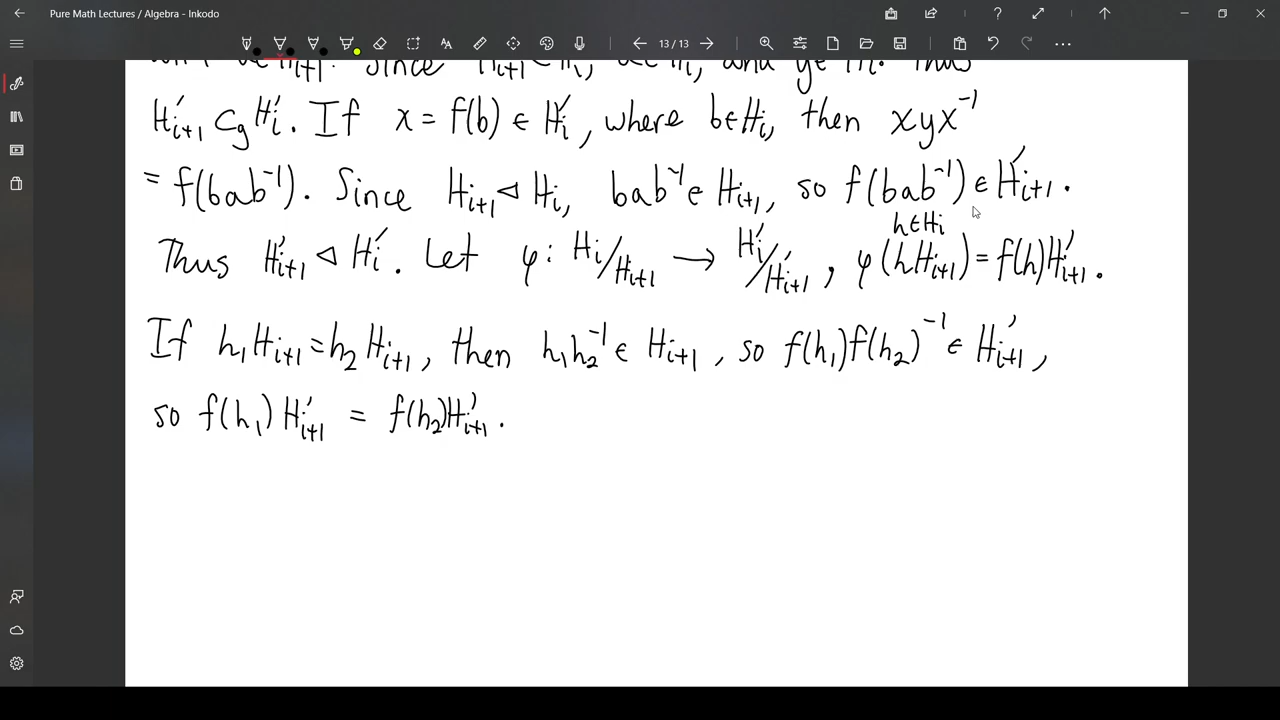 Pure Math Lectures / Algebra - Inkodo
13 / 13
H'ᵢ₊₁ C_g H'ᵢ. If x = f(b) ∈ H'ᵢ, where b∈Hᵢ, then xyx⁻¹
= f(bab⁻¹). Since Hᵢ₊₁ ⊲ Hᵢ, bab⁻¹ ∈ Hᵢ₊₁, so f(bab⁻¹) ∈ H'ᵢ₊₁.
h∈Hᵢ
Thus H'ᵢ₊₁ ⊲ H'ᵢ. Let φ: Hᵢ/Hᵢ₊₁ → H'ᵢ/H'ᵢ₊₁, φ(hHᵢ₊₁) = f(h)H'ᵢ₊₁.
If h₁Hᵢ₊₁ = h₂Hᵢ₊₁, then h₁h₂⁻¹ ∈ Hᵢ₊₁, so f(h₁)f(h₂)⁻¹ ∈ H'ᵢ₊₁,
so f(h₁)H'ᵢ₊₁ = f(h₂)H'ᵢ₊₁.